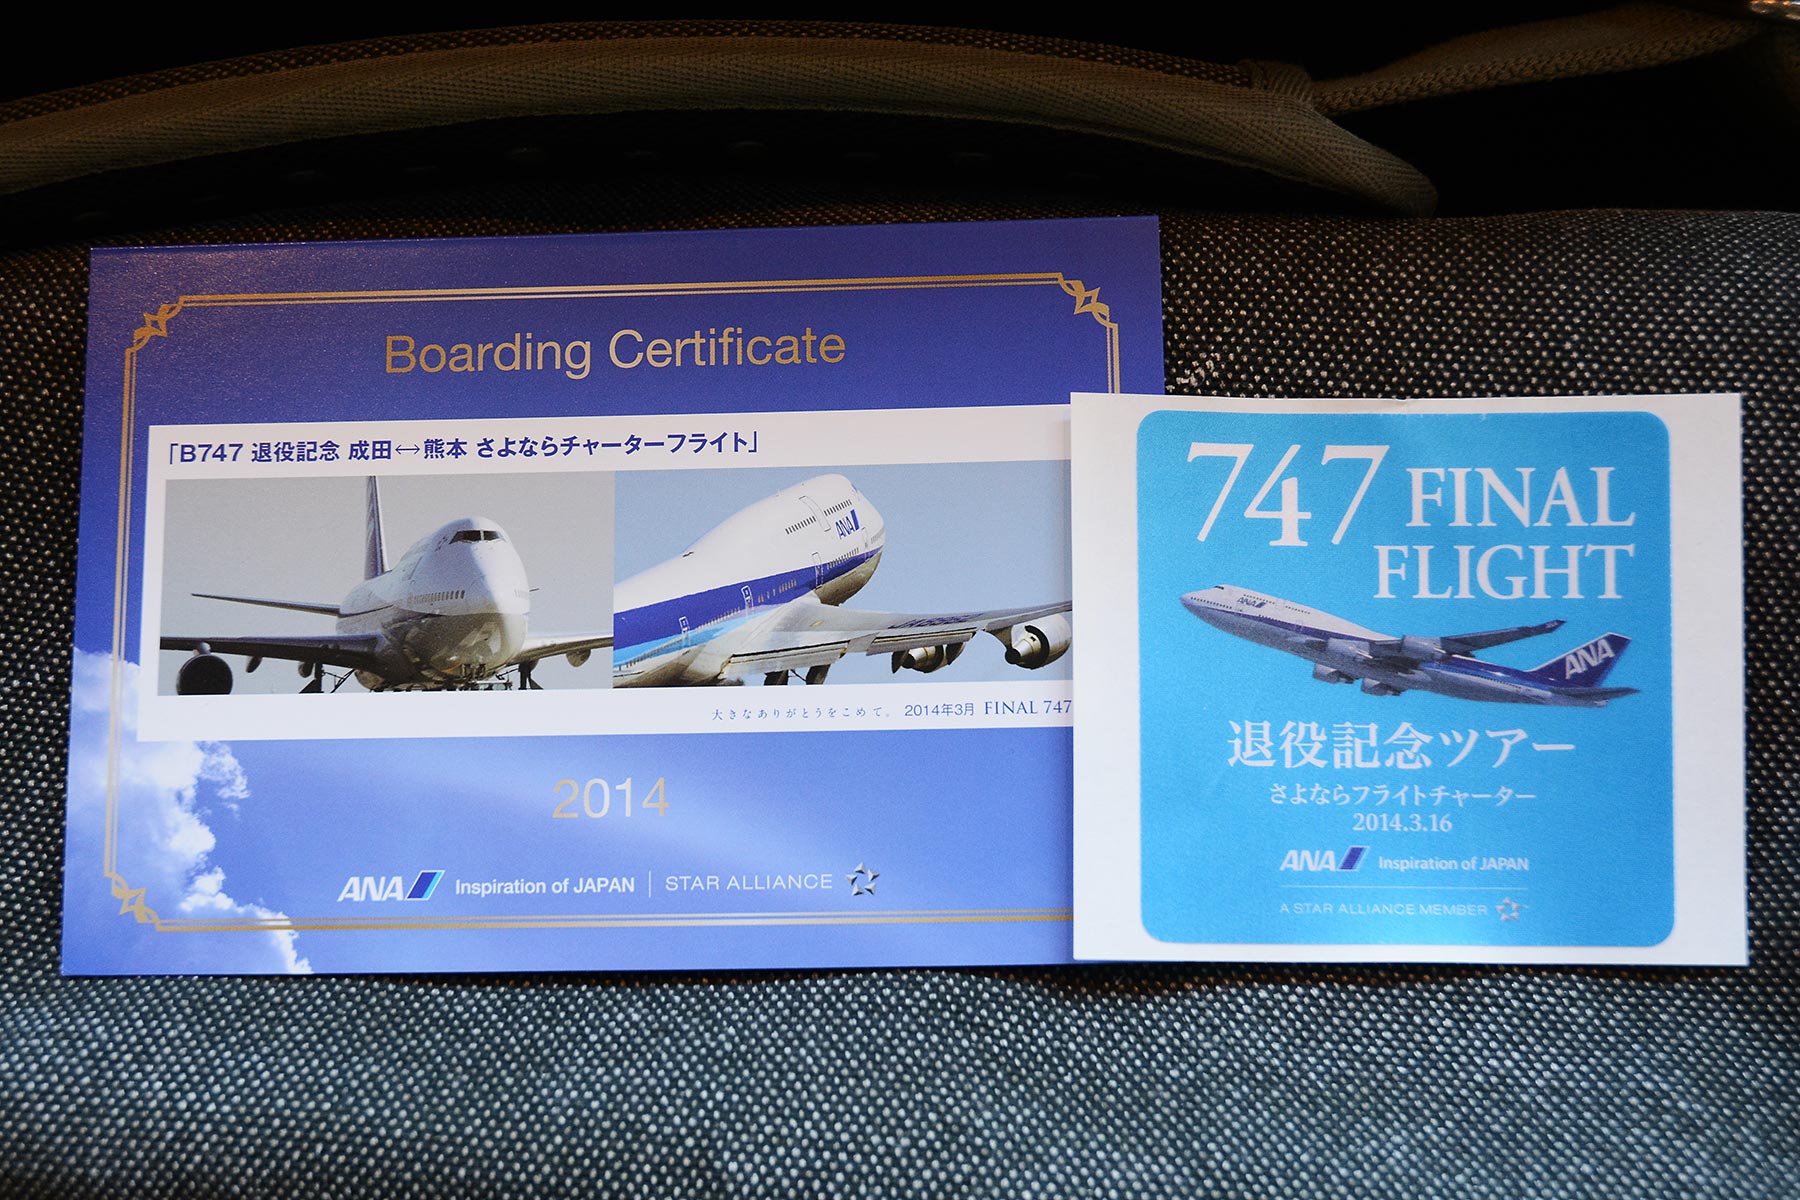 Boarding Certificate
「B747 退役記念 成田↔熊本 さよならチャーターフライト」
ANA
大きなありがとうをこめて。 2014年3月 FINAL 747
2014
ANA Inspiration of JAPAN STAR ALLIANCE
747 FINAL
FLIGHT
ANA
ANA
退役記念ツアー
さよならフライトチャーター
2014.3.16
ANA Inspiration of JAPAN
A STAR ALLIANCE MEMBER